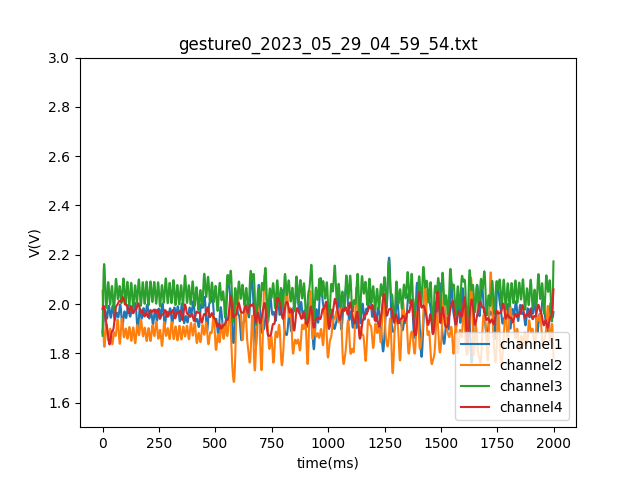 gesture0_2023_05_29_04_59_54.txt
3.0
2.8
2.6
2.4
2.2
2.0
1.8
1.6
V(V)
channel1
channel2
channel3
channel4
0 250 500 750 1000 1250 1500 1750 2000
time(ms)